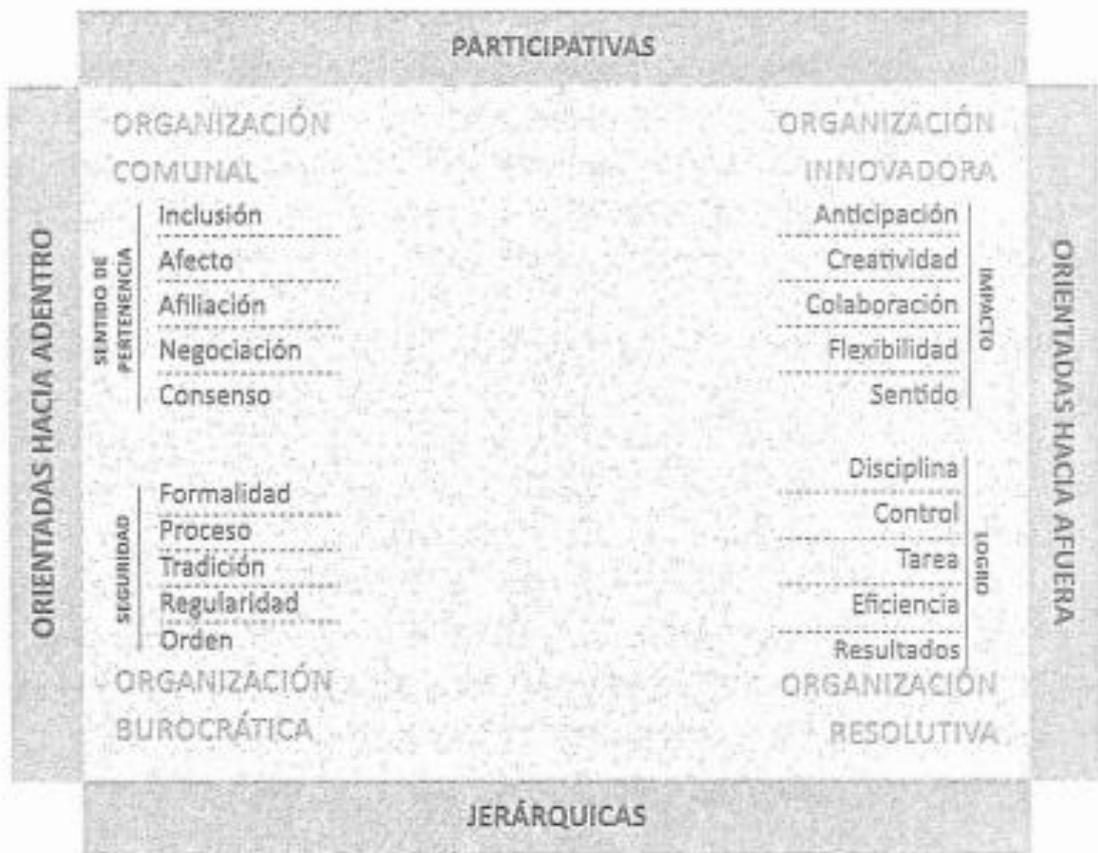 PARTICIPATIVAS
ORIENTADAS HACIA ADENTRO
ORGANIZACIÓN
COMUNAL
SENTIDO DE
PERTENENCIA
Inclusión
Afecto
Afiliación
Negociación
Consenso
ORGANIZACIÓN
INNOVADORA
Anticipación
Creatividad
Colaboración
Flexibilidad
Sentido
IMPACTO
ORIENTADAS HACIA AFUERA
SEGURIDAD
Formalidad
Proceso
Tradición
Regularidad
Orden
ORGANIZACIÓN
BUROCRÁTICA
Disciplina
Control
Tarea
Eficiencia
Resultados
LOGRO
ORGANIZACIÓN
RESOLUTIVA
JERÁRQUICAS